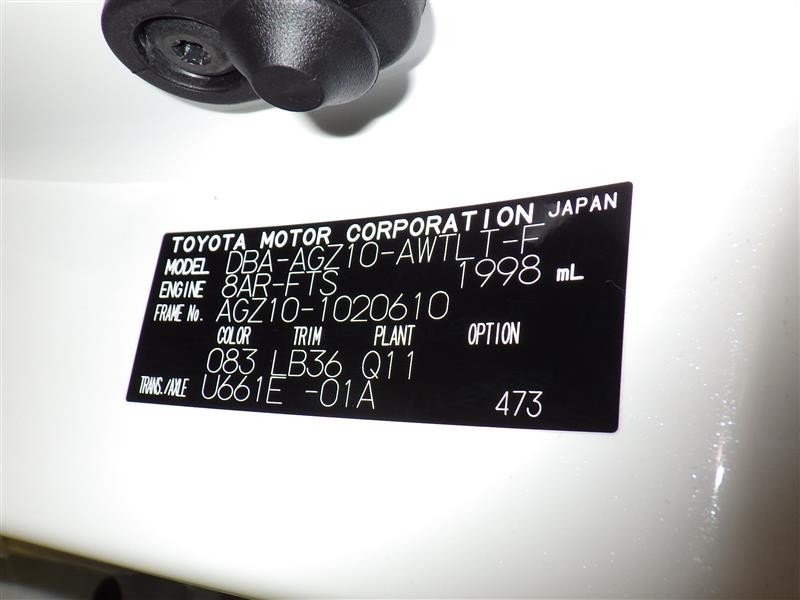 TOYOTA MOTOR CORPORATION JAPAN
MODEL DBA-AGZ10-AWTLT-F
ENGINE 8AR-FTS 1998 mL
FRAME No. AGZ10-1020610
COLOR TRIM PLANT OPTION
083 LB36 Q11
TRANS./AXLE U661E -01A 473